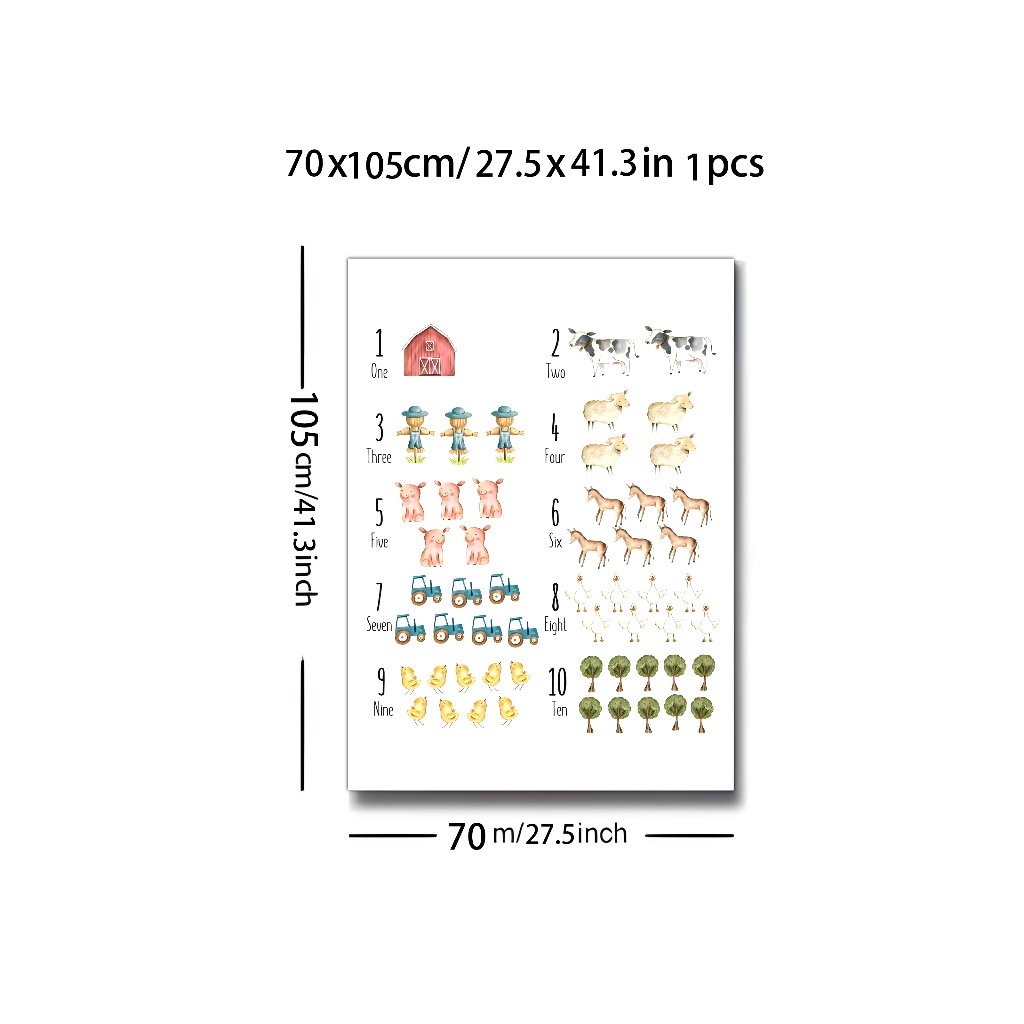 70x105cm/ 27.5x41.3in 1pcs
105cm/41.3inch
1
One
2
Two
3
Three
4
Four
5
Five
6
Six
7
Seven
8
Eight
9
Nine
10
Ten
70 m/27.5inch